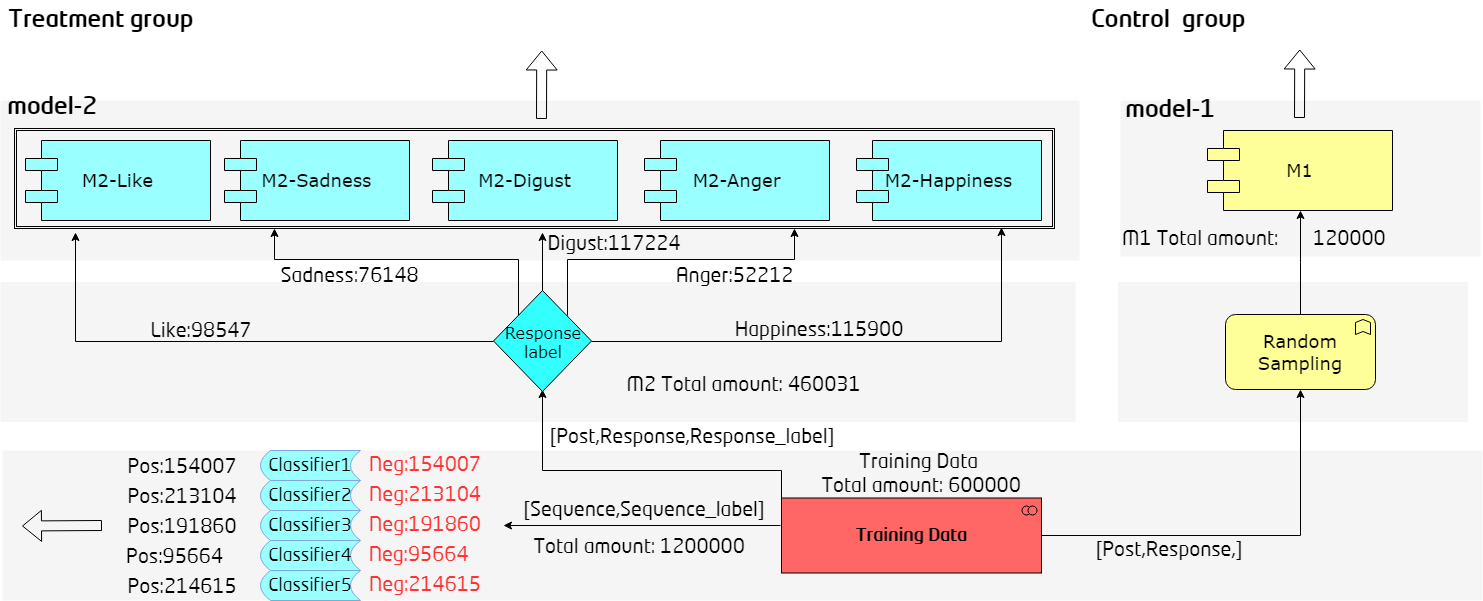 Treatment group
Control group
model-2
model-1
M2-Like
M2-Sadness
M2-Digust
M2-Anger
M2-Happiness
M1
Digust:117224
M1 Total amount: 120000
Sadness:76148
Anger:52212
Like:98547
Happiness:115900
Response
label
Random
Sampling
M2 Total amount: 460031
[Post,Response,Response_label]
Training Data
Total amount: 600000
Pos:154007 Classifier1 Neg:154007
Pos:213104 Classifier2 Neg:213104
Pos:191860 Classifier3 Neg:191860
Pos:95664 Classifier4 Neg:95664
Pos:214615 Classifier5 Neg:214615
[Sequence,Sequence_label]
Total amount: 1200000
Training Data
[Post,Response,]